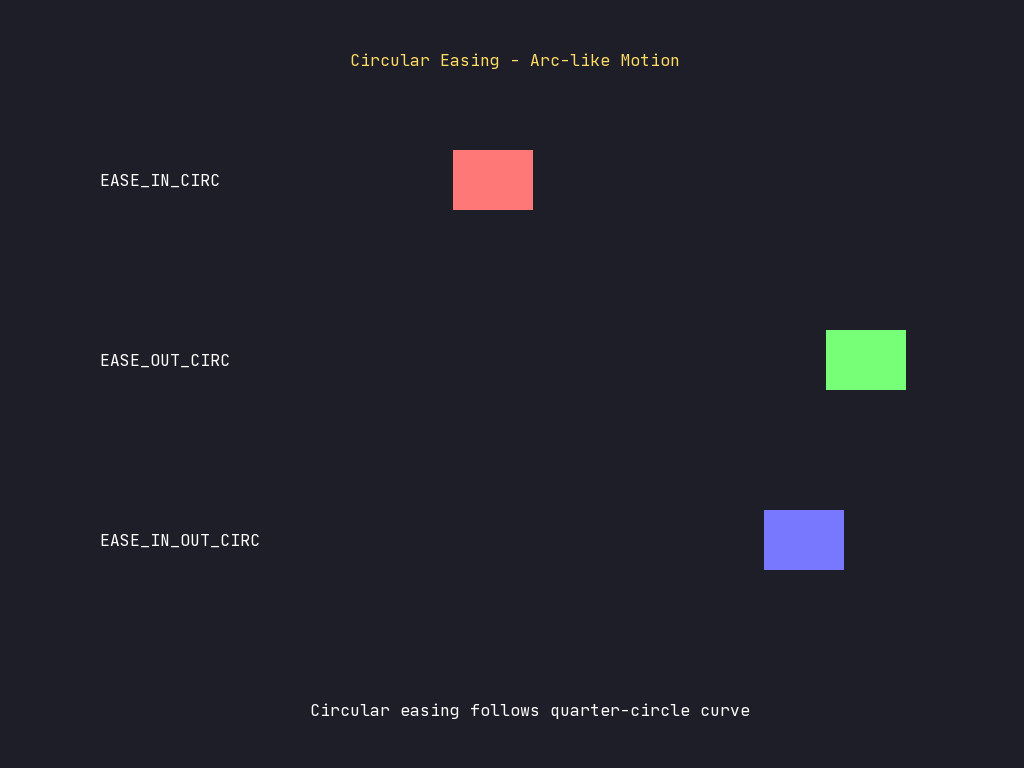 Circular Easing - Arc-like Motion
EASE_IN_CIRC
EASE_OUT_CIRC
EASE_IN_OUT_CIRC
Circular easing follows quarter-circle curve